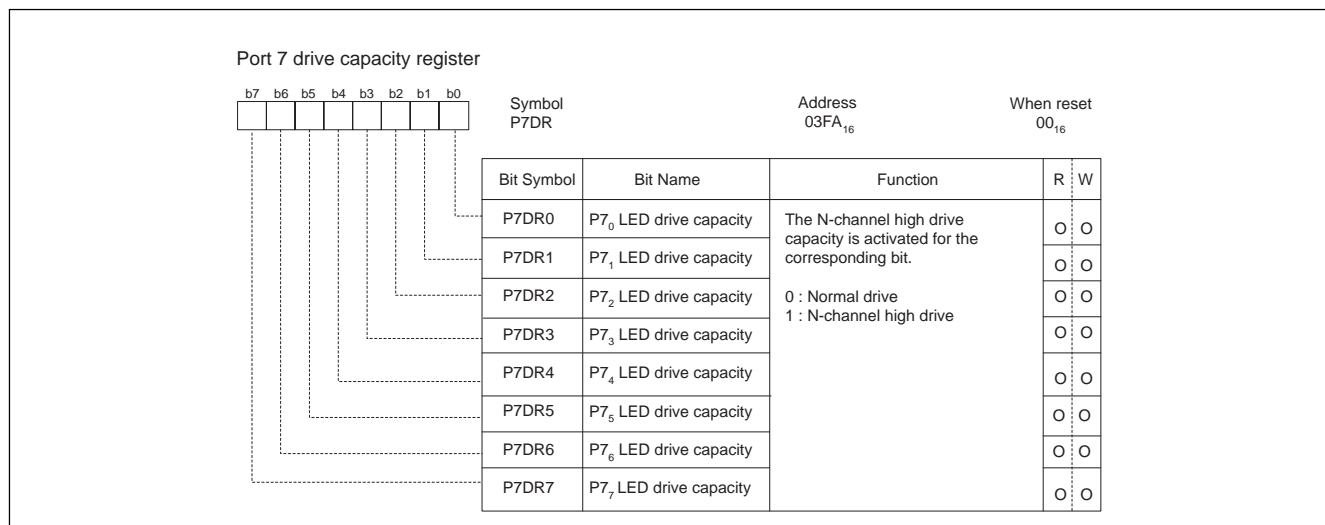 Port 7 drive capacity register
b7 b6 b5 b4 b3 b2 b1 b0
Symbol Address When reset
P7DR 03FA16 0016
Bit Symbol Bit Name Function R W
P7DR0 P70 LED drive capacity The N-channel high drive capacity is activated for the corresponding bit. O O
P7DR1 P71 LED drive capacity O O
P7DR2 P72 LED drive capacity 0 : Normal drive O O
1 : N-channel high drive
P7DR3 P73 LED drive capacity O O
P7DR4 P74 LED drive capacity O O
P7DR5 P75 LED drive capacity O O
P7DR6 P76 LED drive capacity O O
P7DR7 P77 LED drive capacity O O